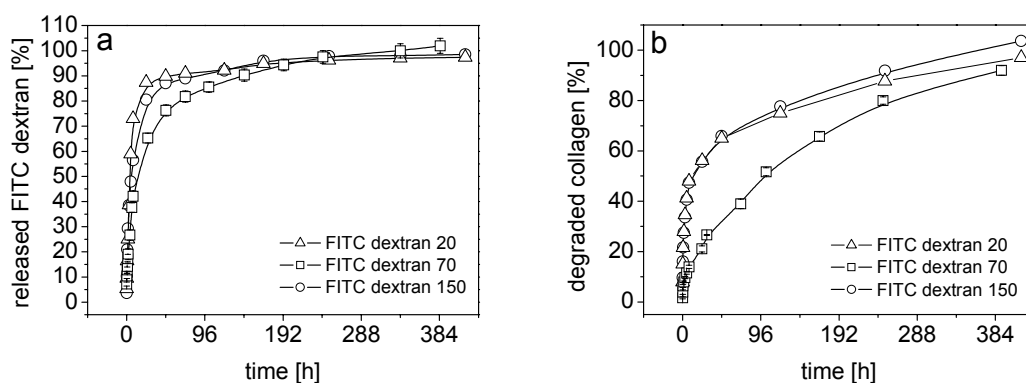 a
released FITC dextran [%]
110
100
90
80
70
60
50
40
30
20
10
0
FITC dextran 20
FITC dextran 70
FITC dextran 150
0 96 192 288 384
time [h]
b
degraded collagen [%]
100
80
60
40
20
0
FITC dextran 20
FITC dextran 70
FITC dextran 150
0 96 192 288 384
time [h]